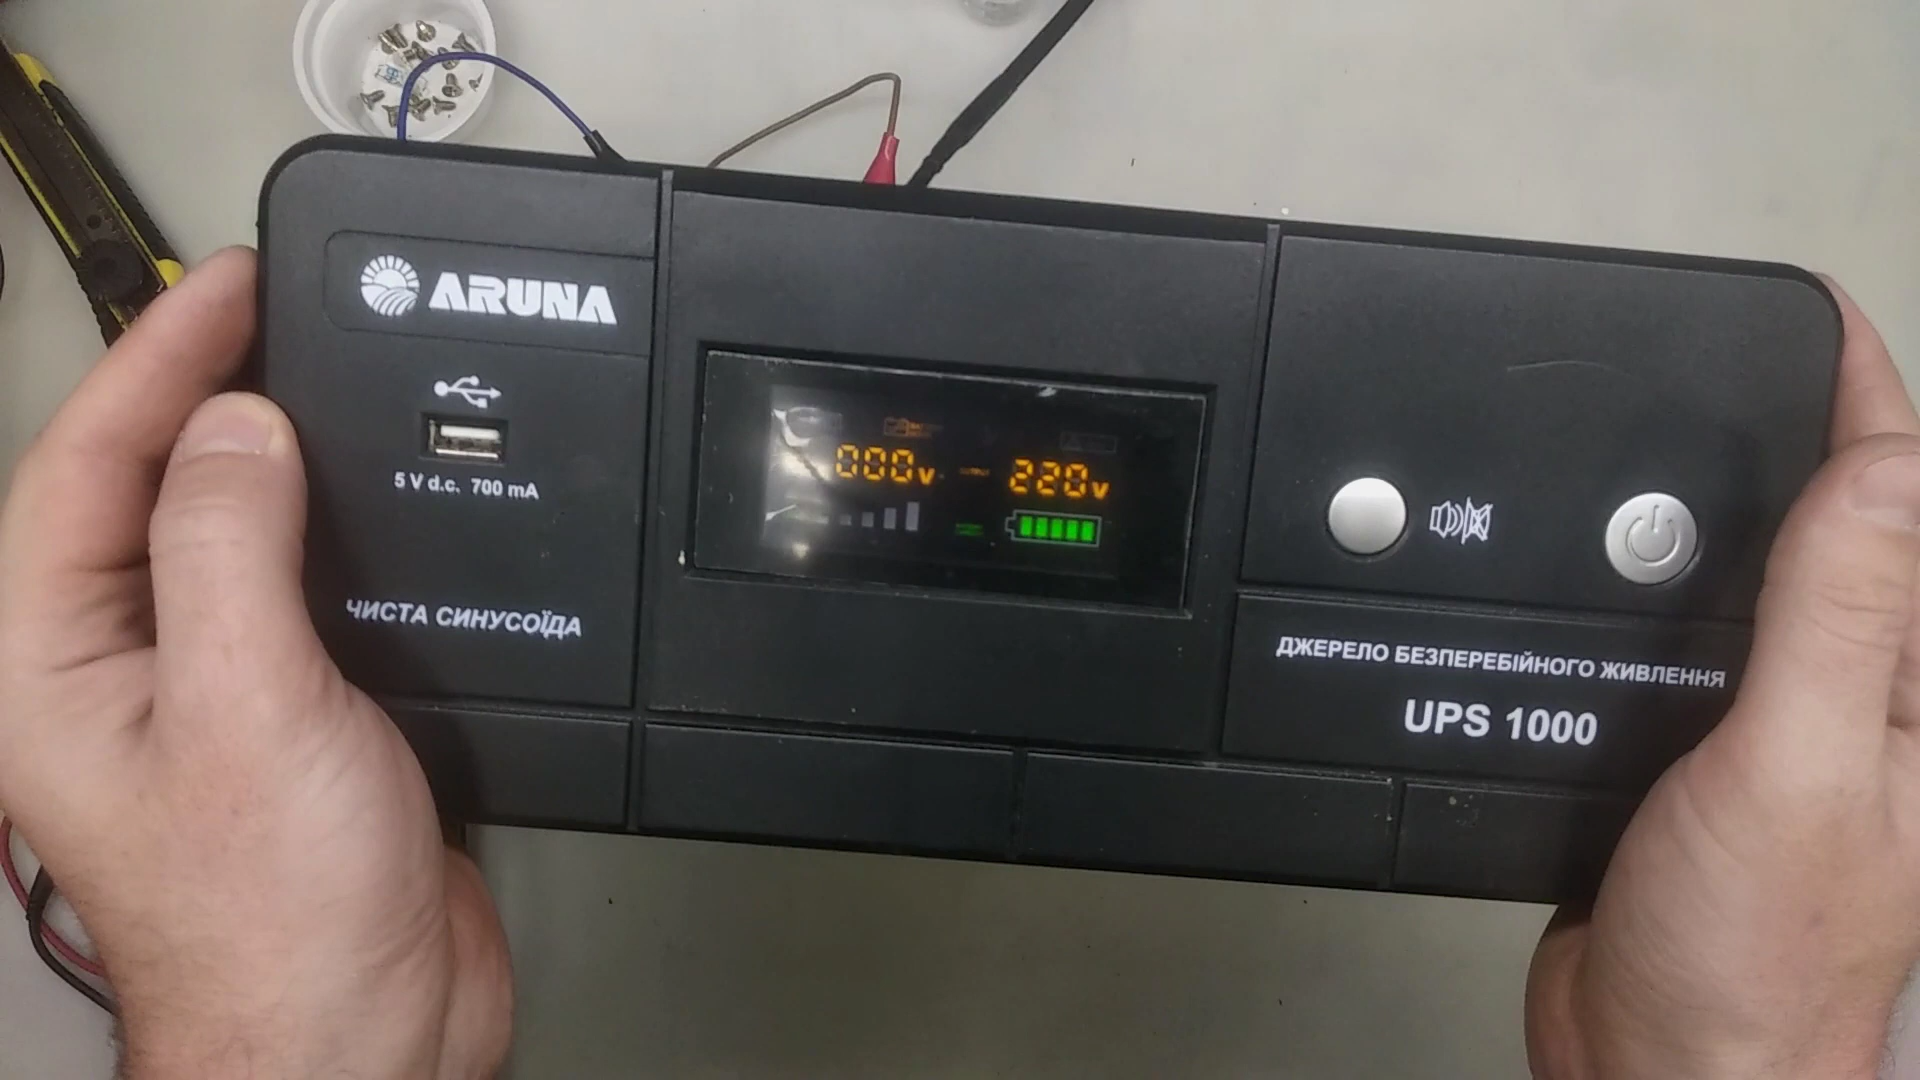 ARUNA
5 V d.c. 700 mA
ЧИСТА СИНУСОЇДА
000v
220v
ДЖЕРЕЛО БЕЗПЕРЕБІЙНОГО ЖИВЛЕННЯ
UPS 1000